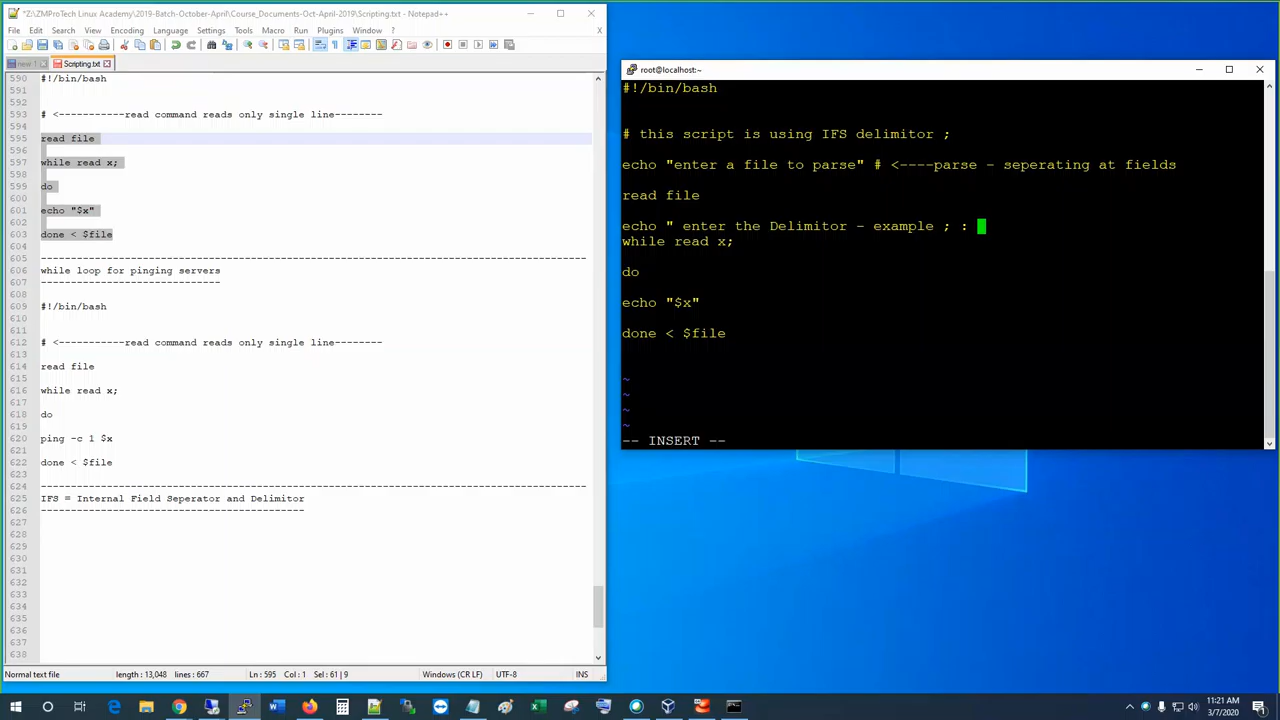 *Z:\ZMProTech Linux Academy\2019-Batch-October-April\Course_Documents-Oct-April-2019\Scripting.txt - Notepad++
File Edit Search View Encoding Language Settings Tools Macro Run Plugins Window ?
X
new 1
Scripting.txt
590 #!/bin/bash
591
592
593 # <-----------read command reads only single line--------
594
595 read file
596
597 while read x;
598
599 do
600
601 echo "$x"
602
603 done < $file
604
605 -------------------------------------------------------------------------------------------
606 while loop for pinging servers
607 ------------------------------
608
609 #!/bin/bash
610
611
612 # <-----------read command reads only single line--------
613
614 read file
615
616 while read x;
617
618 do
619
620 ping -c 1 $x
621
622 done < $file
623
624 -------------------------------------------------------------------------------------------
625 IFS = Internal Field Seperator and Delimitor
626 --------------------------------------------
627
628
629
630
631
632
633
634
635
636
637
638
Normal text file length : 13,048 lines : 667 Ln : 595 Col : 1 Sel : 61 | 9 Windows (CR LF) UTF-8 INS
root@localhost:~
#!/bin/bash
# this script is using IFS delimitor ;
echo "enter a file to parse" # <----parse - seperating at fields
read file
echo " enter the Delimitor - example ; :
while read x;
do
echo "$x"
done < $file
~
~
~
~
-- INSERT --
11:21 AM
3/7/2020